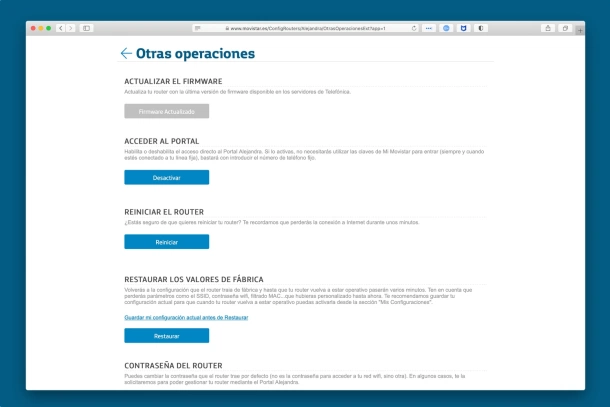 www.movistar.es/ConfigRouters/Alejandra/OtrasOperacionesExt?app=1
Otras operaciones
ACTUALIZAR EL FIRMWARE
Actualiza tu router con la última versión de firmware disponible en los servidores de Telefónica.
Firmware Actualizado
ACCEDER AL PORTAL
Habilita o deshabilita el acceso directo al Portal Alejandra. Si lo activas, no necesitarás utilizar las claves de Mi Movistar para entrar (siempre y cuando
estés conectado a tu línea fija), bastará con introducir el número de teléfono fijo.
Desactivar
REINICIAR EL ROUTER
¿Estás seguro de que quieres reiniciar tu router? Te recordamos que perderás la conexión a Internet durante unos minutos.
Reiniciar
RESTAURAR LOS VALORES DE FÁBRICA
Volverás a la configuración que el router traía de fábrica y hasta que tu router vuelva a estar operativo pasarán varios minutos. Ten en cuenta que
perderás parámetros como el SSID, contraseña wifi, filtrado MAC...que hubieras personalizado hasta ahora. Te recomendamos guardar tu
configuración actual para que cuando tu router vuelva a estar operativo puedas activarla desde la sección "Mis Configuraciones".
Guardar mi configuración actual antes de Restaurar
Restaurar
CONTRASEÑA DEL ROUTER
Puedes cambiar la contraseña que el router trae por defecto (no es la contraseña para acceder a tu red wifi, sino otra). En algunos casos, te la
solicitaremos para poder gestionar tu router mediante el Portal Alejandra.